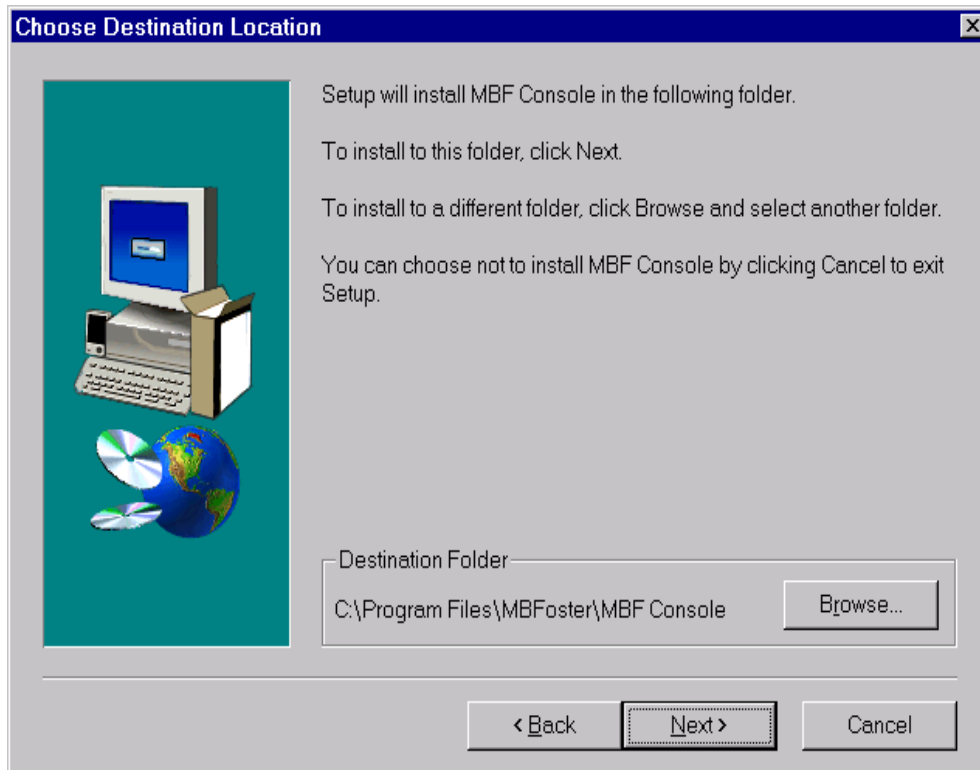 Choose Destination Location
Setup will install MBF Console in the following folder.
To install to this folder, click Next.
To install to a different folder, click Browse and select another folder.
You can choose not to install MBF Console by clicking Cancel to exit
Setup.
Destination Folder
C:\Program Files\MBFoster\MBF Console
Browse...
< Back
Next >
Cancel